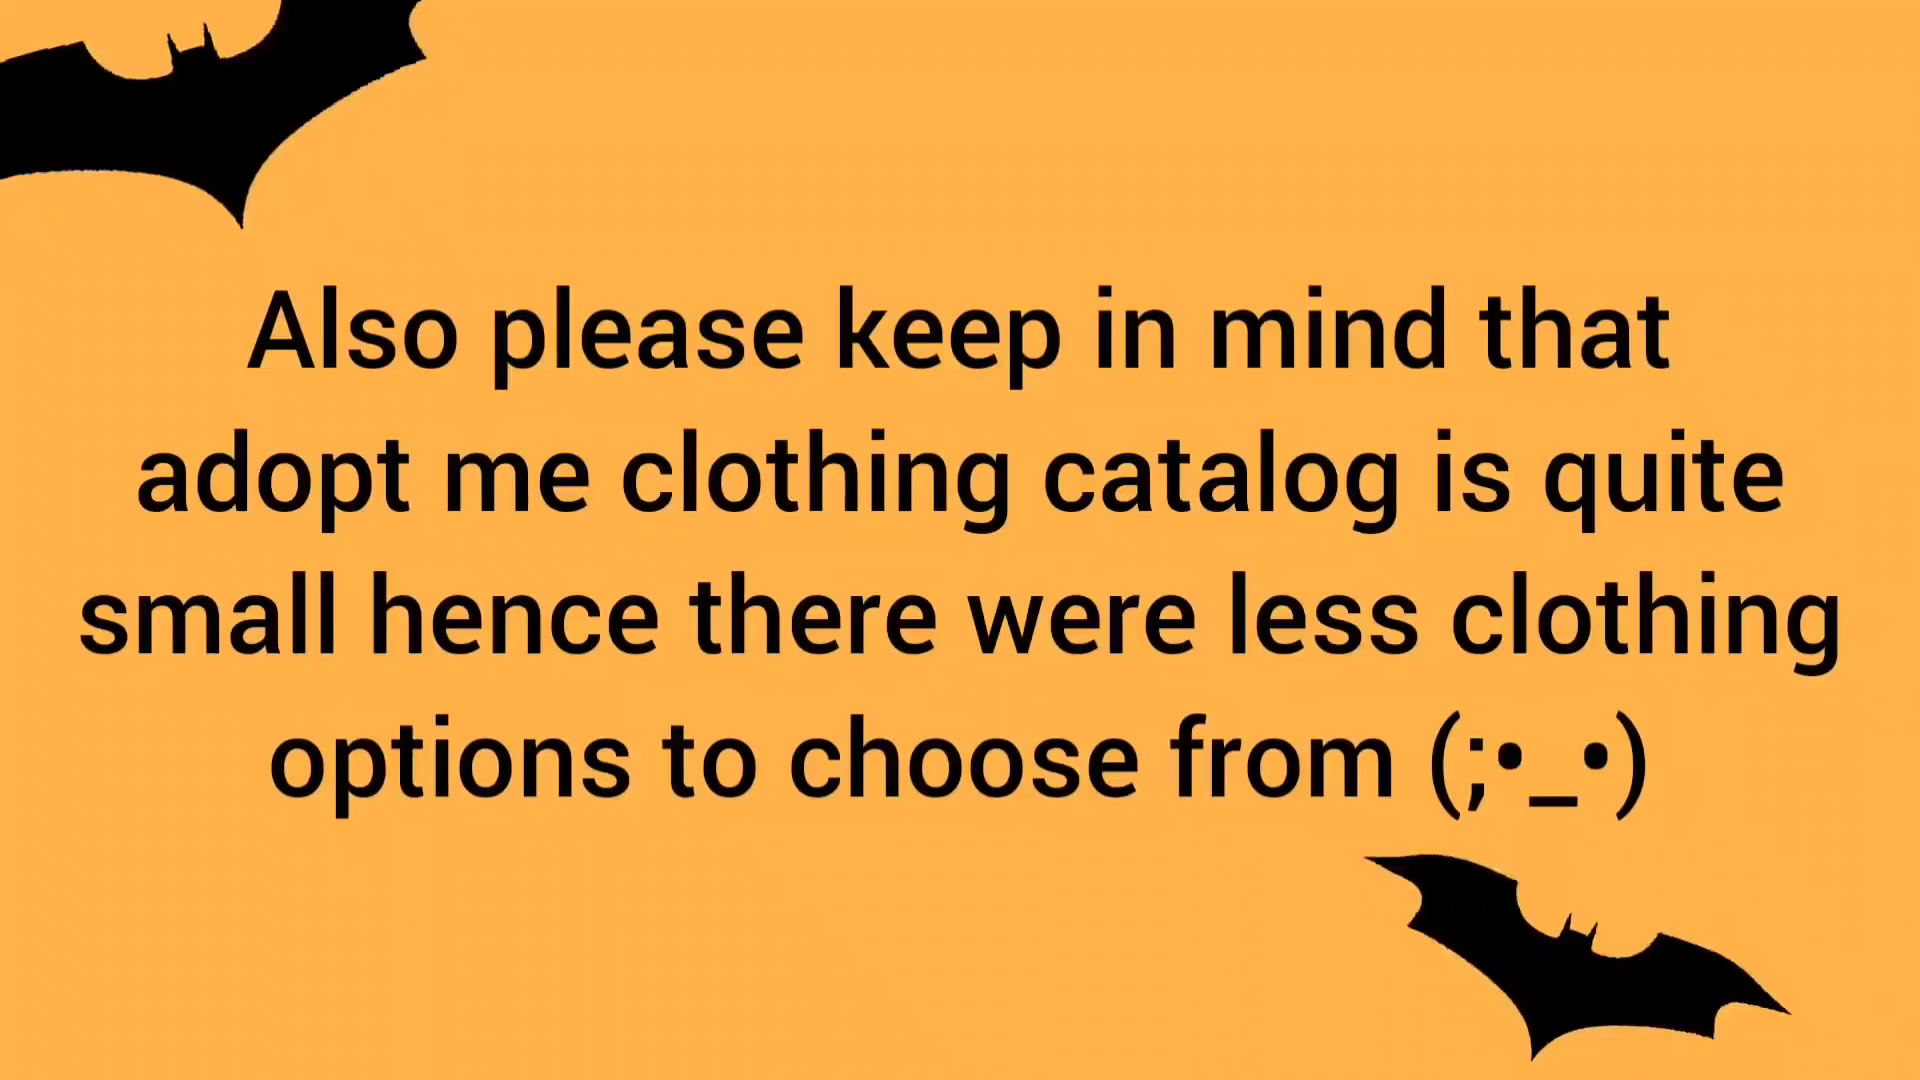 Also please keep in mind that
adopt me clothing catalog is quite
small hence there were less clothing
options to choose from (;•_•)